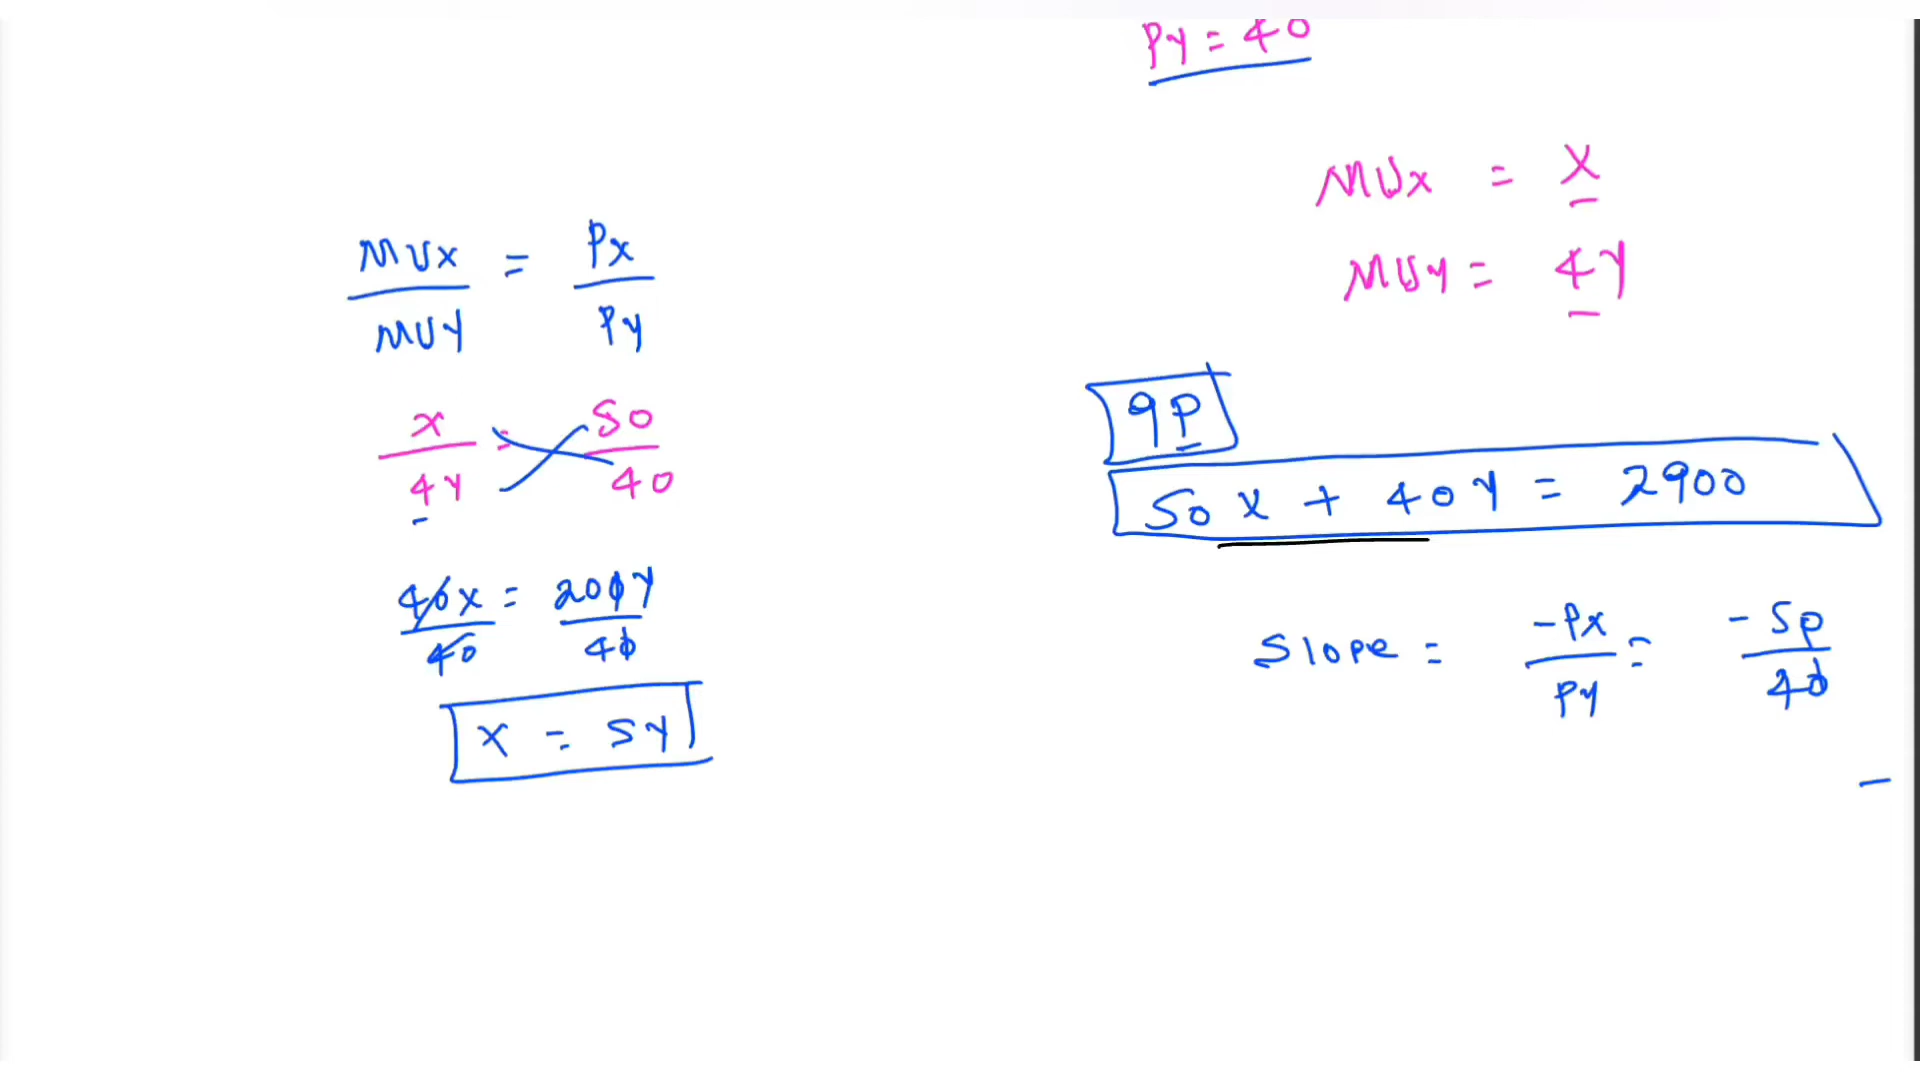 Py = 40
MUx = X
MUy = 4Y
MUx / MUY = Px / Py
x / 4Y = 50 / 40
40x / 40 = 200Y / 40
X = 5Y
9P
50X + 40Y = 2900
Slope = -Px / Py = -50 / 40
-